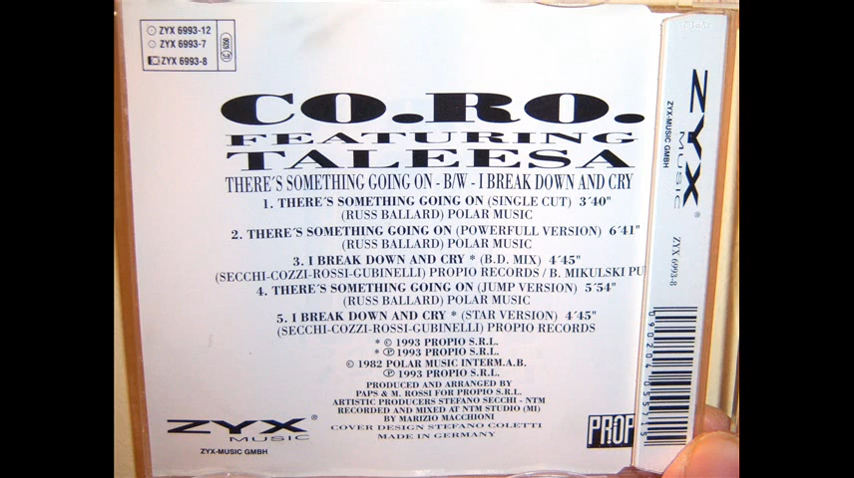 ZYX 6993-12
ZYX 6993-7
ZYX 6993-8
CO.RO.
FEATURING
TALEESA
THERE´S SOMETHING GOING ON - B/W - I BREAK DOWN AND CRY
1. THERE´S SOMETHING GOING ON (SINGLE CUT) 3´40"
(RUSS BALLARD) POLAR MUSIC
2. THERE´S SOMETHING GOING ON (POWERFULL VERSION) 6´41"
(RUSS BALLARD) POLAR MUSIC
3. I BREAK DOWN AND CRY * (B.D. MIX) 4´45"
(SECCHI-COZZI-ROSSI-GUBINELLI) PROPIO RECORDS / B. MIKULSKI PU
4. THERE´S SOMETHING GOING ON (JUMP VERSION) 5´54"
(RUSS BALLARD) POLAR MUSIC
5. I BREAK DOWN AND CRY * (STAR VERSION) 4´45"
(SECCHI-COZZI-ROSSI-GUBINELLI) PROPIO RECORDS
* © 1993 PROPIO S.R.L.
* ℗ 1993 PROPIO S.R.L.
© 1982 POLAR MUSIC INTERM.A.B.
℗ 1993 PROPIO S.R.L.
PRODUCED AND ARRANGED BY
PAPS & M. ROSSI FOR PROPIO S.R.L.
ARTISTIC PRODUCERS STEFANO SECCHI - NTM
RECORDED AND MIXED AT NTM STUDIO (MI)
BY MARIZIO MACCHIONI
COVER DESIGN STEFANO COLETTI
MADE IN GERMANY
ZYX®
MUSIC
ZYX-MUSIC GMBH
PROP
ZYX®
MUSIC
ZYX-MUSIC GMBH
ZYX 6993-8